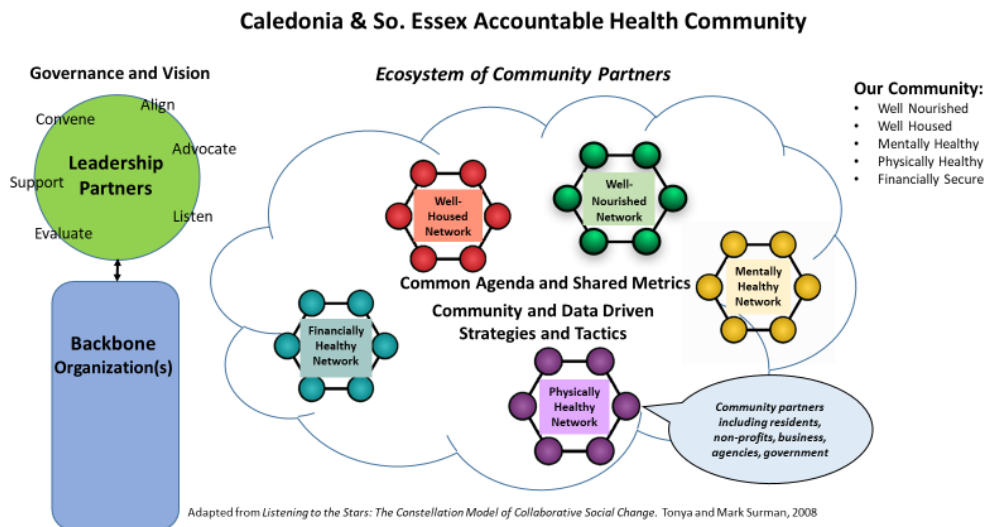 Caledonia & So. Essex Accountable Health Community
Governance and Vision
Align
Convene
Advocate
Leadership
Partners
Support
Listen
Evaluate
Backbone
Organization(s)
Ecosystem of Community Partners
Well-
Housed
Network
Well-
Nourished
Network
Common Agenda and Shared Metrics
Community and Data Driven
Strategies and Tactics
Mentally
Healthy
Network
Financially
Healthy
Network
Physically
Healthy
Network
Community partners
including residents,
non-profits, business,
agencies, government
Our Community:
• Well Nourished
• Well Housed
• Mentally Healthy
• Physically Healthy
• Financially Secure
Adapted from Listening to the Stars: The Constellation Model of Collaborative Social Change. Tonya and Mark Surman, 2008